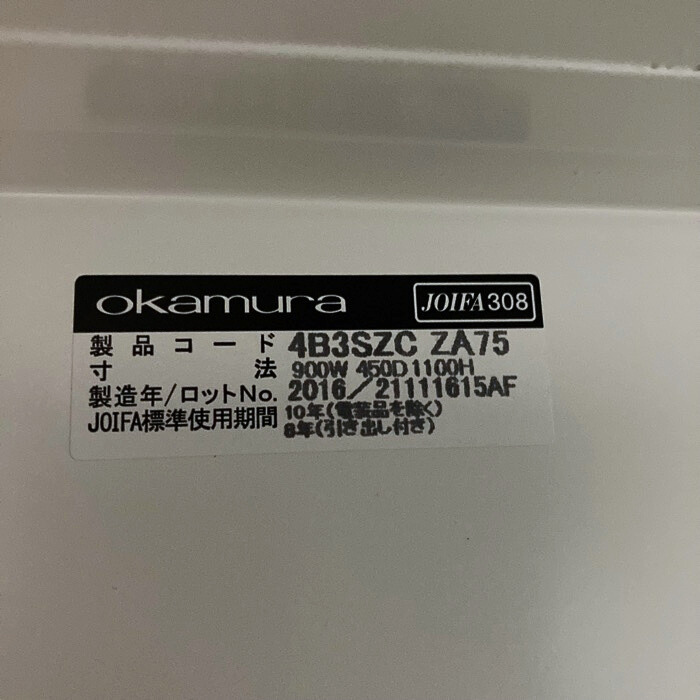 okamura JOIFA308
製品コード 4B3SZC ZA75
寸法 900W 450D1100H
製造年/ロットNo. 2016/21111615AF
JOIFA標準使用期間 10年(電装品を除く)
8年(引き出し付き)